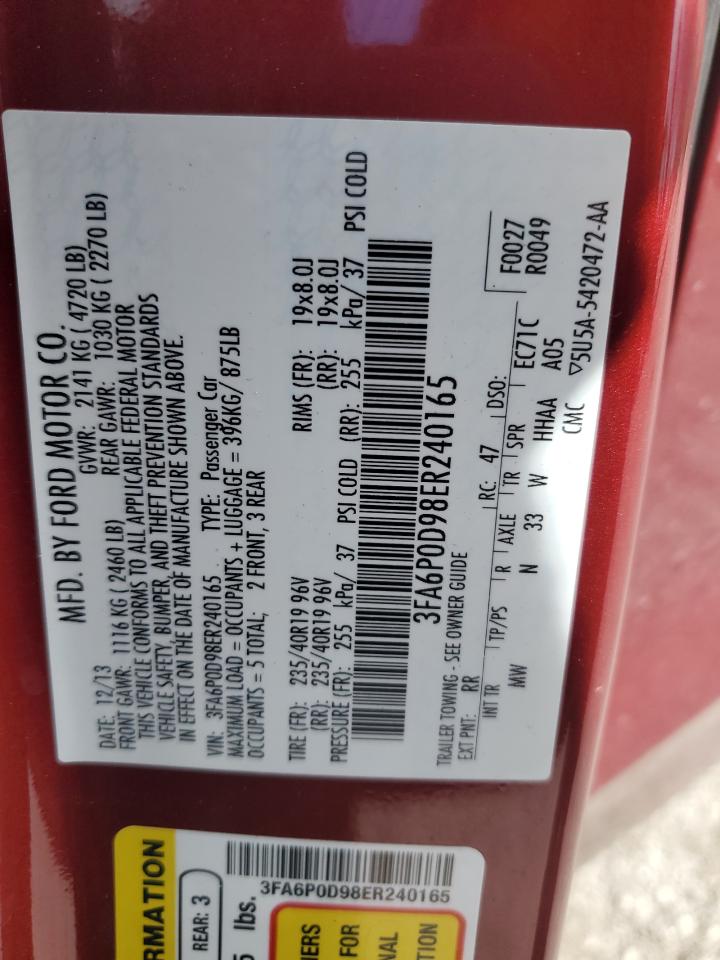 MFD. BY FORD MOTOR CO.
DATE: 12/13 GVWR: 2141 KG ( 4720 LB)
FRONT GAWR: 1116 KG ( 2460 LB) REAR GAWR: 1030 KG ( 2270 LB)
THIS VEHICLE CONFORMS TO ALL APPLICABLE FEDERAL MOTOR
VEHICLE SAFETY, BUMPER, AND THEFT PREVENTION STANDARDS
IN EFFECT ON THE DATE OF MANUFACTURE SHOWN ABOVE.
VIN: 3FA6P0D98ER240165 TYPE: Passenger Car
MAXIMUM LOAD = OCCUPANTS + LUGGAGE = 396KG/ 875LB
OCCUPANTS = 5 TOTAL; 2 FRONT, 3 REAR
TIRE (FR): 235/40R19 96V RIMS (FR): 19x8.0J
(RR): 235/40R19 96V (RR): 19x8.0J
PRESSURE (FR): 255 kPa/ 37 PSI COLD (RR): 255 kPa/ 37 PSI COLD
3FA6P0D98ER240165
TRAILER TOWING - SEE OWNER GUIDE
EXT PNT: RR RC: 47 DSO: F0027
R0049
INT TR TP/PS R AXLE TR SPR EC71C
MW N 33 W HHAA A05
CMC ▽5U5A-5420472-AA
RMATION
REAR: 3
lbs.
3FA6P0D98ER240165
NERS
FOR
NAL
TION